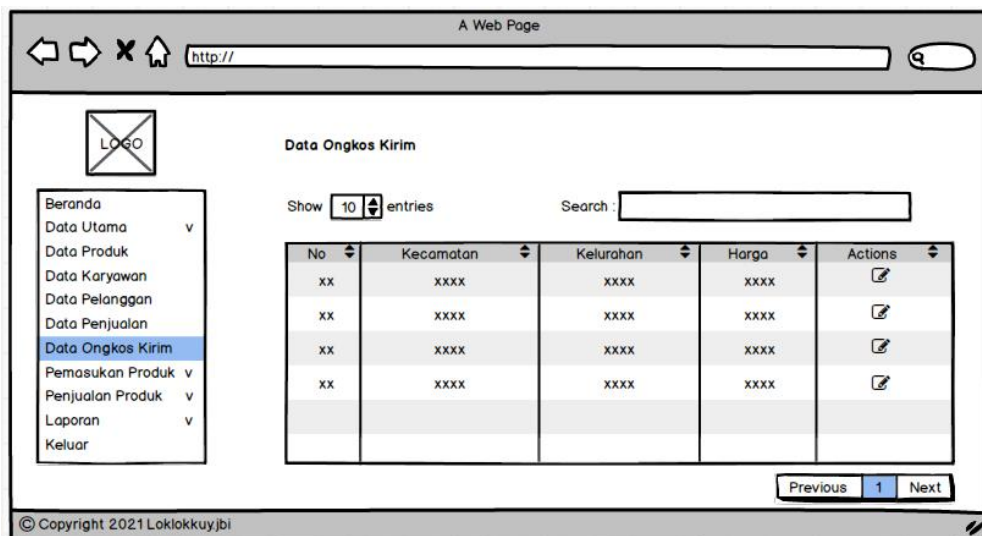 A Web Page
http://
LOGO
Data Ongkos Kirim
Beranda
Data Utama v
Data Produk
Data Karyawan
Data Pelanggan
Data Penjualan
Data Ongkos Kirim
Pemasukan Produk v
Penjualan Produk v
Laporan v
Keluar
Show 10 entries Search :
No Kecamatan Kelurahan Harga Actions
xx xxxx xxxx xxxx
xx xxxx xxxx xxxx
xx xxxx xxxx xxxx
xx xxxx xxxx xxxx
Previous 1 Next
© Copyright 2021 Loklokkuy.jbi